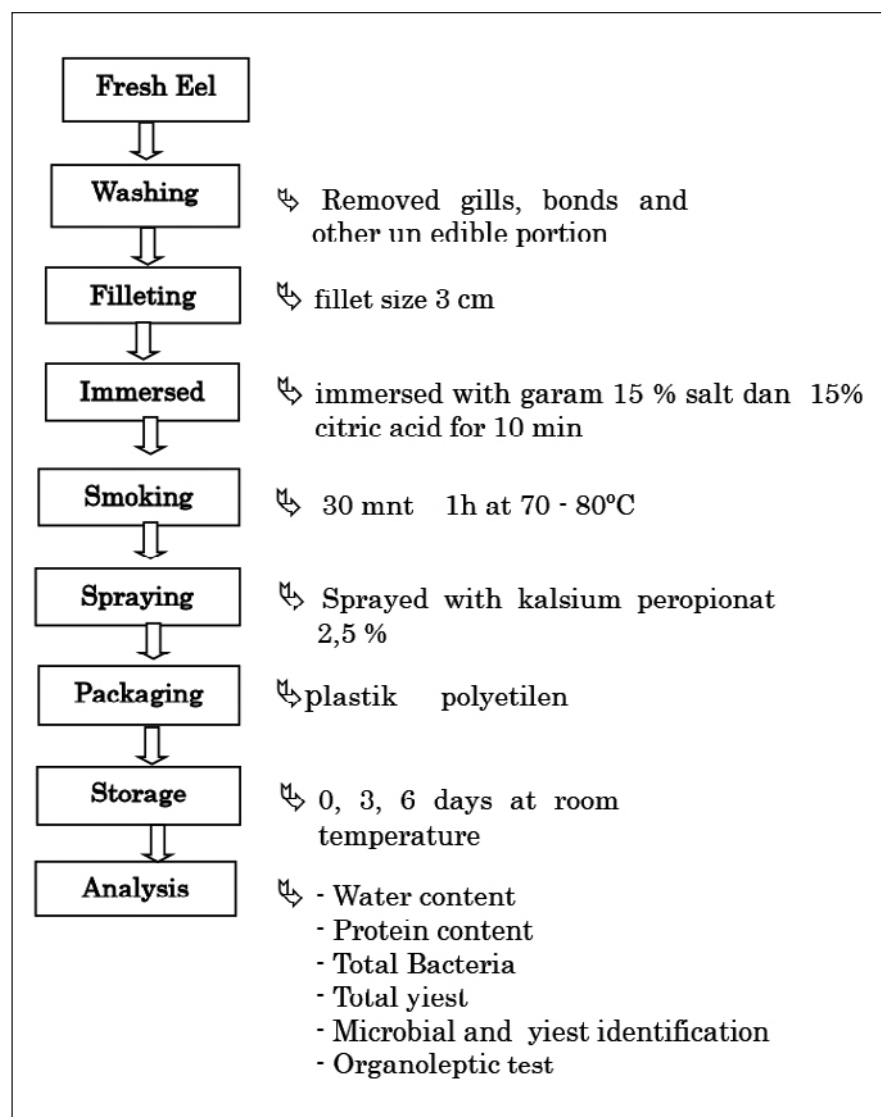 Fresh Eel
Washing
Removed gills, bonds and
other un edible portion
Filleting
fillet size 3 cm
Immersed
immersed with garam 15 % salt dan 15%
citric acid for 10 min
Smoking
30 mnt 1h at 70 - 80ºC
Spraying
Sprayed with kalsium peropionat
2,5 %
Packaging
plastik polyetilen
Storage
0, 3, 6 days at room
temperature
Analysis
- Water content
- Protein content
- Total Bacteria
- Total yiest
- Microbial and yiest identification
- Organoleptic test